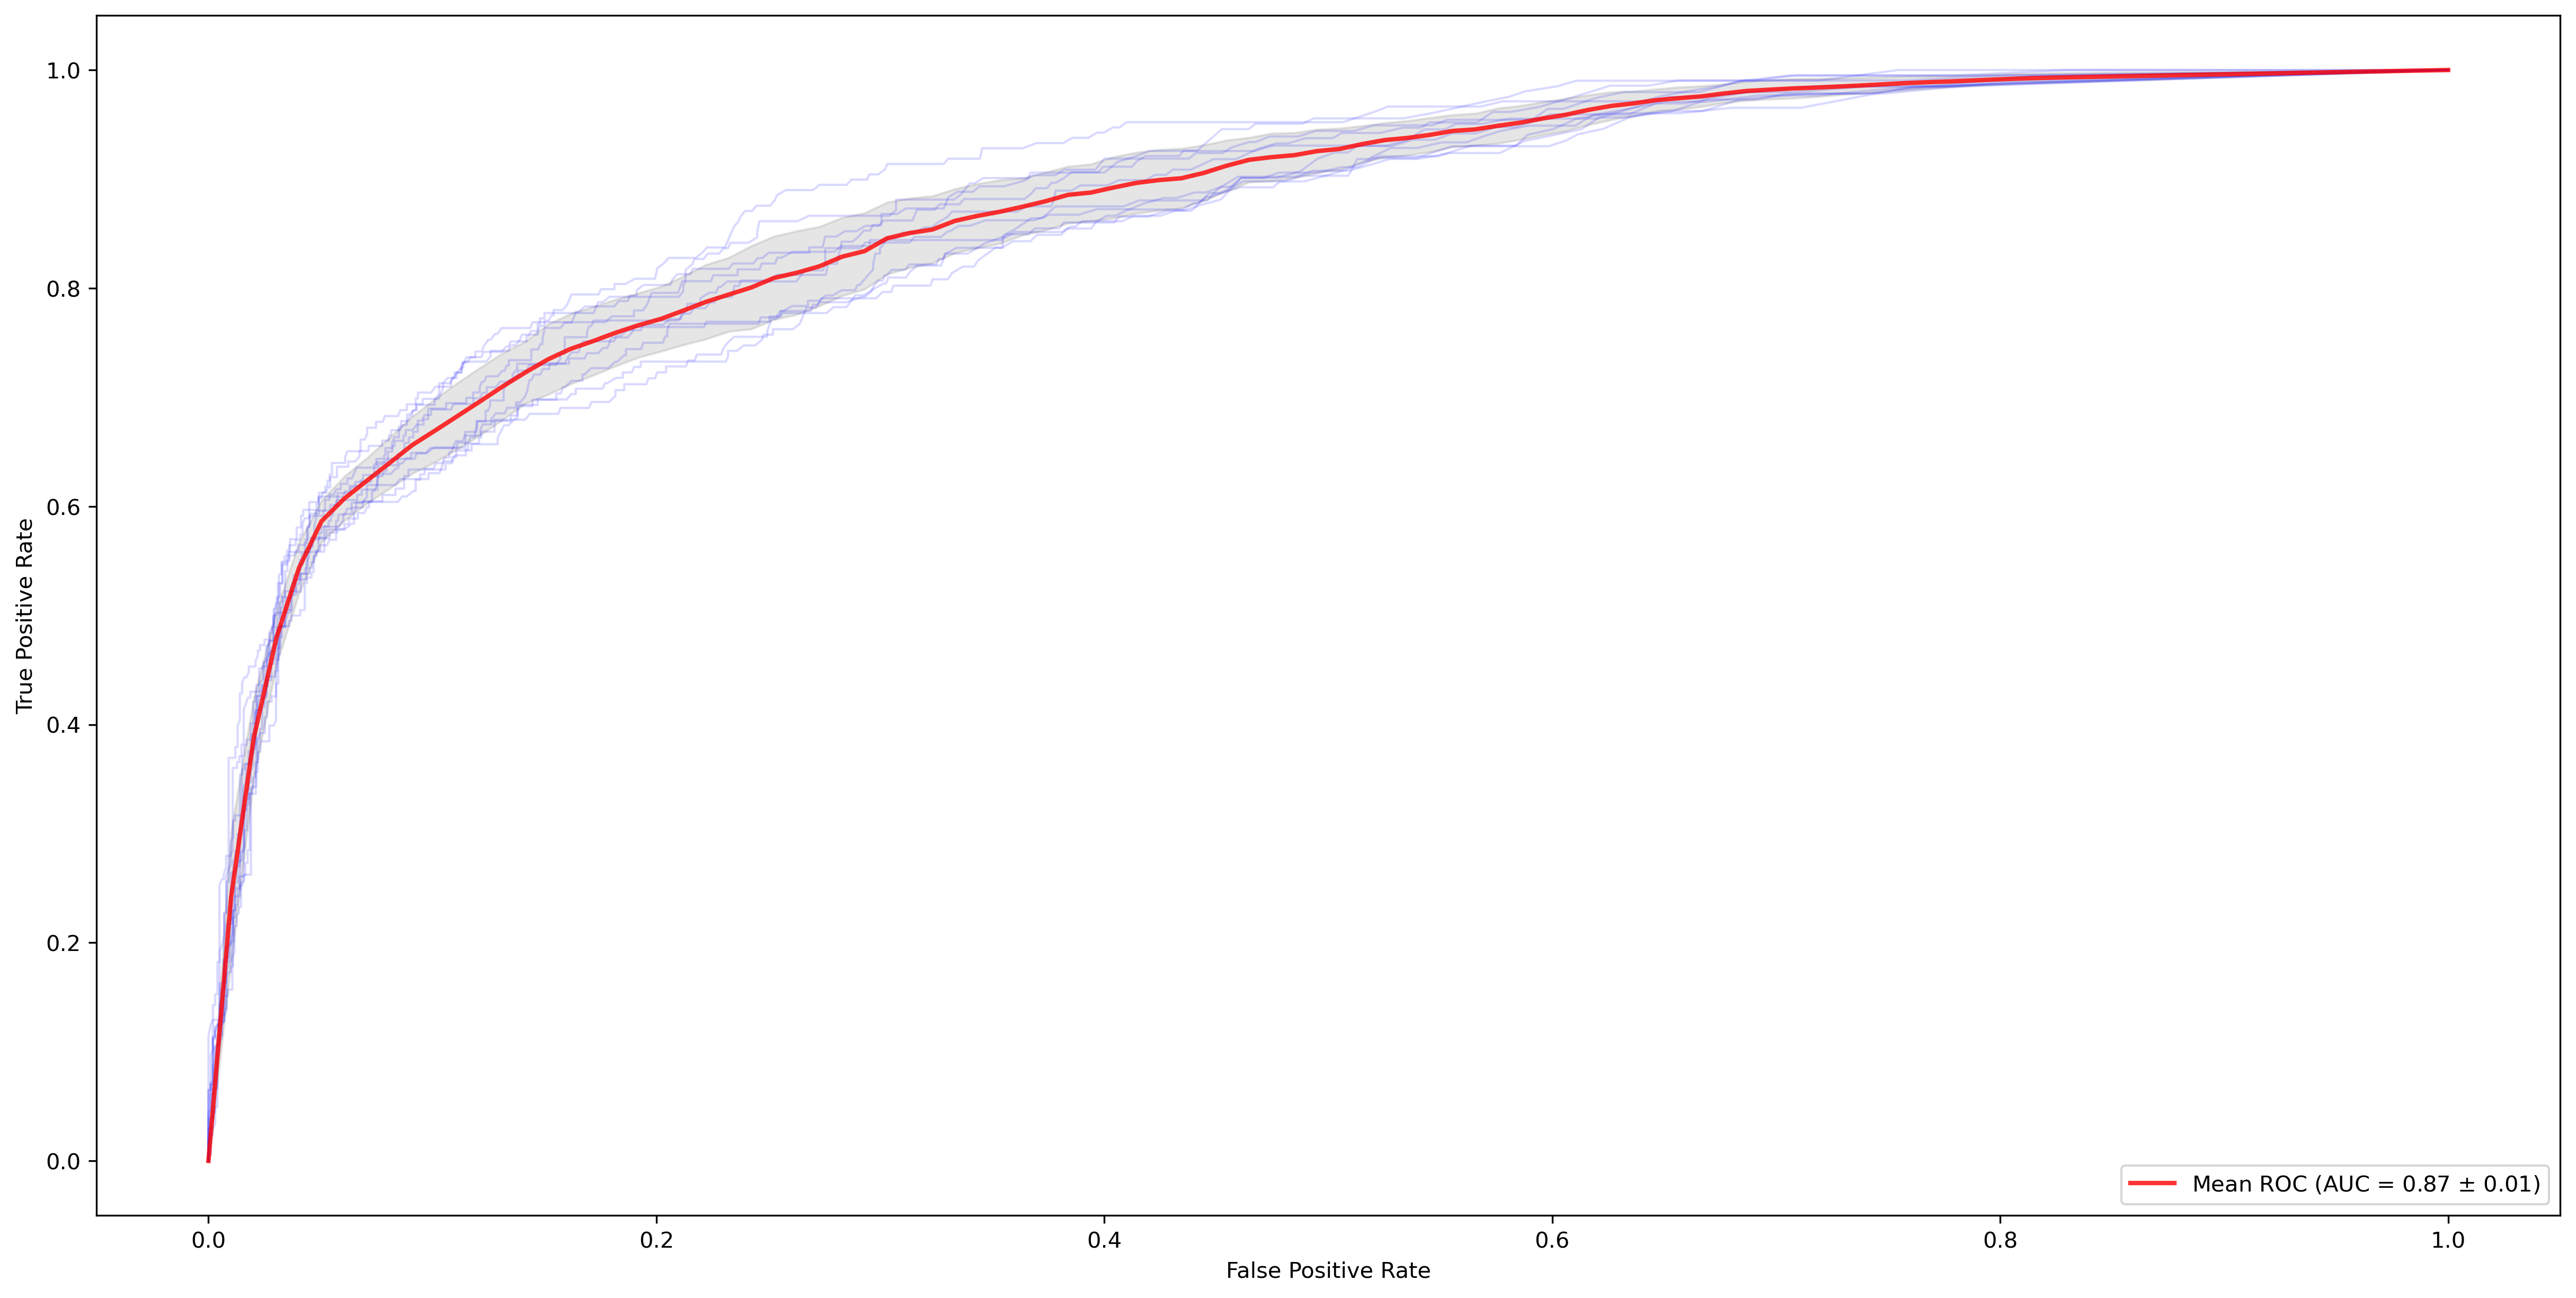 1.0
0.8
0.6
0.4
0.2
0.0
True Positive Rate
Mean ROC (AUC = 0.87 ± 0.01)
0.0 0.2 0.4 0.6 0.8 1.0
False Positive Rate